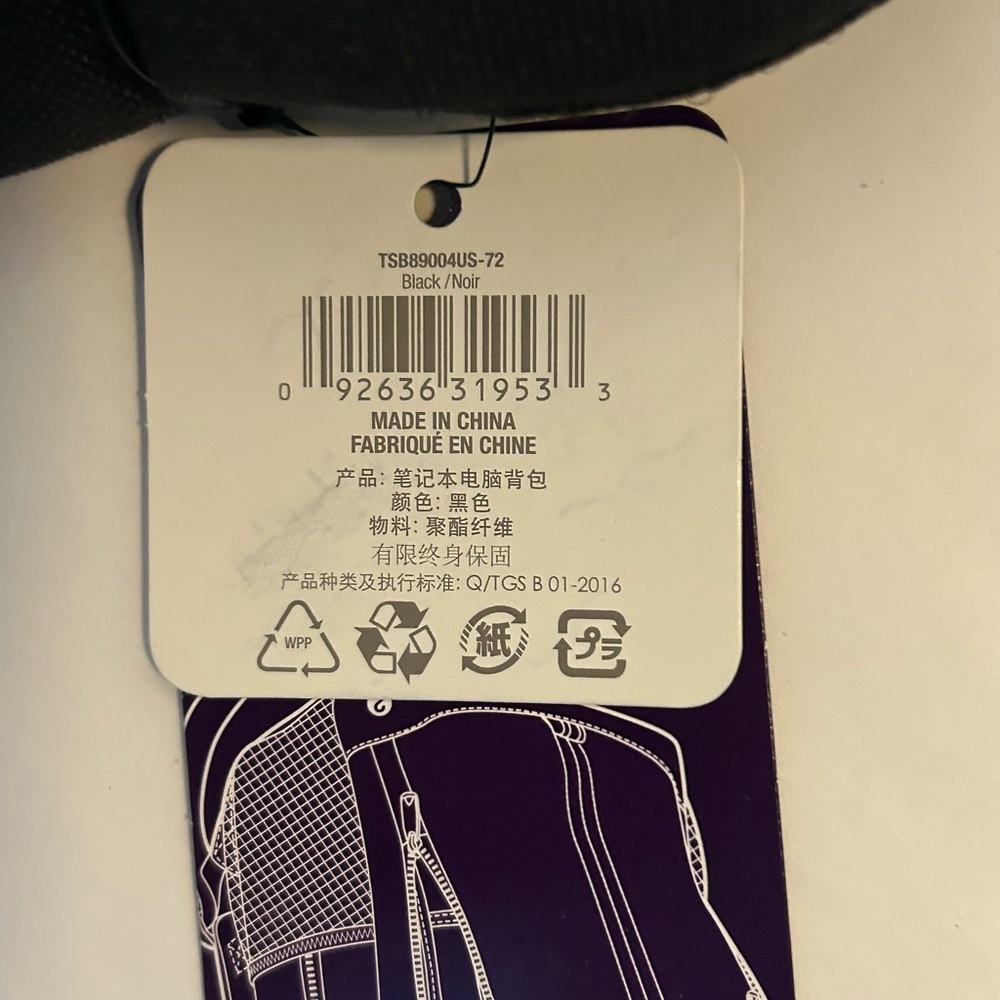 TSB89004US-72
Black / Noir
0 92636 31953 3
MADE IN CHINA
FABRIQUÉ EN CHINE
产品: 笔记本电脑背包
颜色: 黑色
物料: 聚酯纤维
有限终身保固
产品种类及执行标准: Q/TGS B 01-2016
WPP 紙 プラ